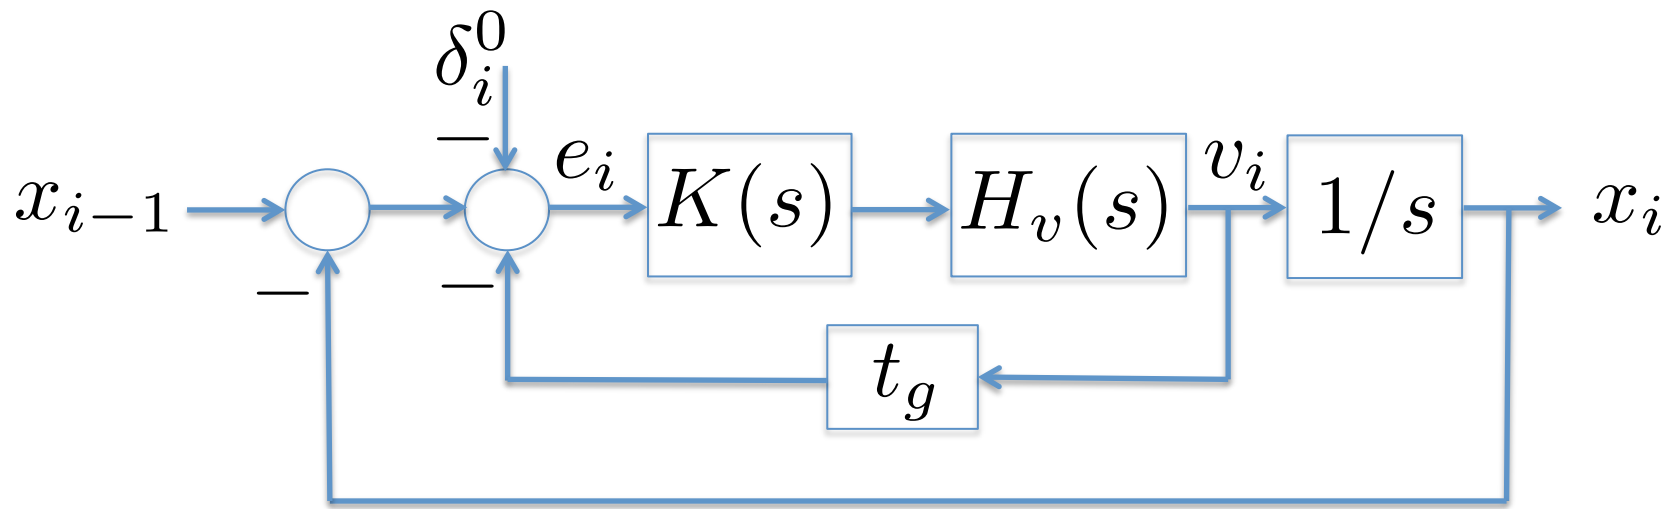 δ_i^0
−
x_{i−1} e_i K(s) H_v(s) v_i 1/s x_i
− −
t_g